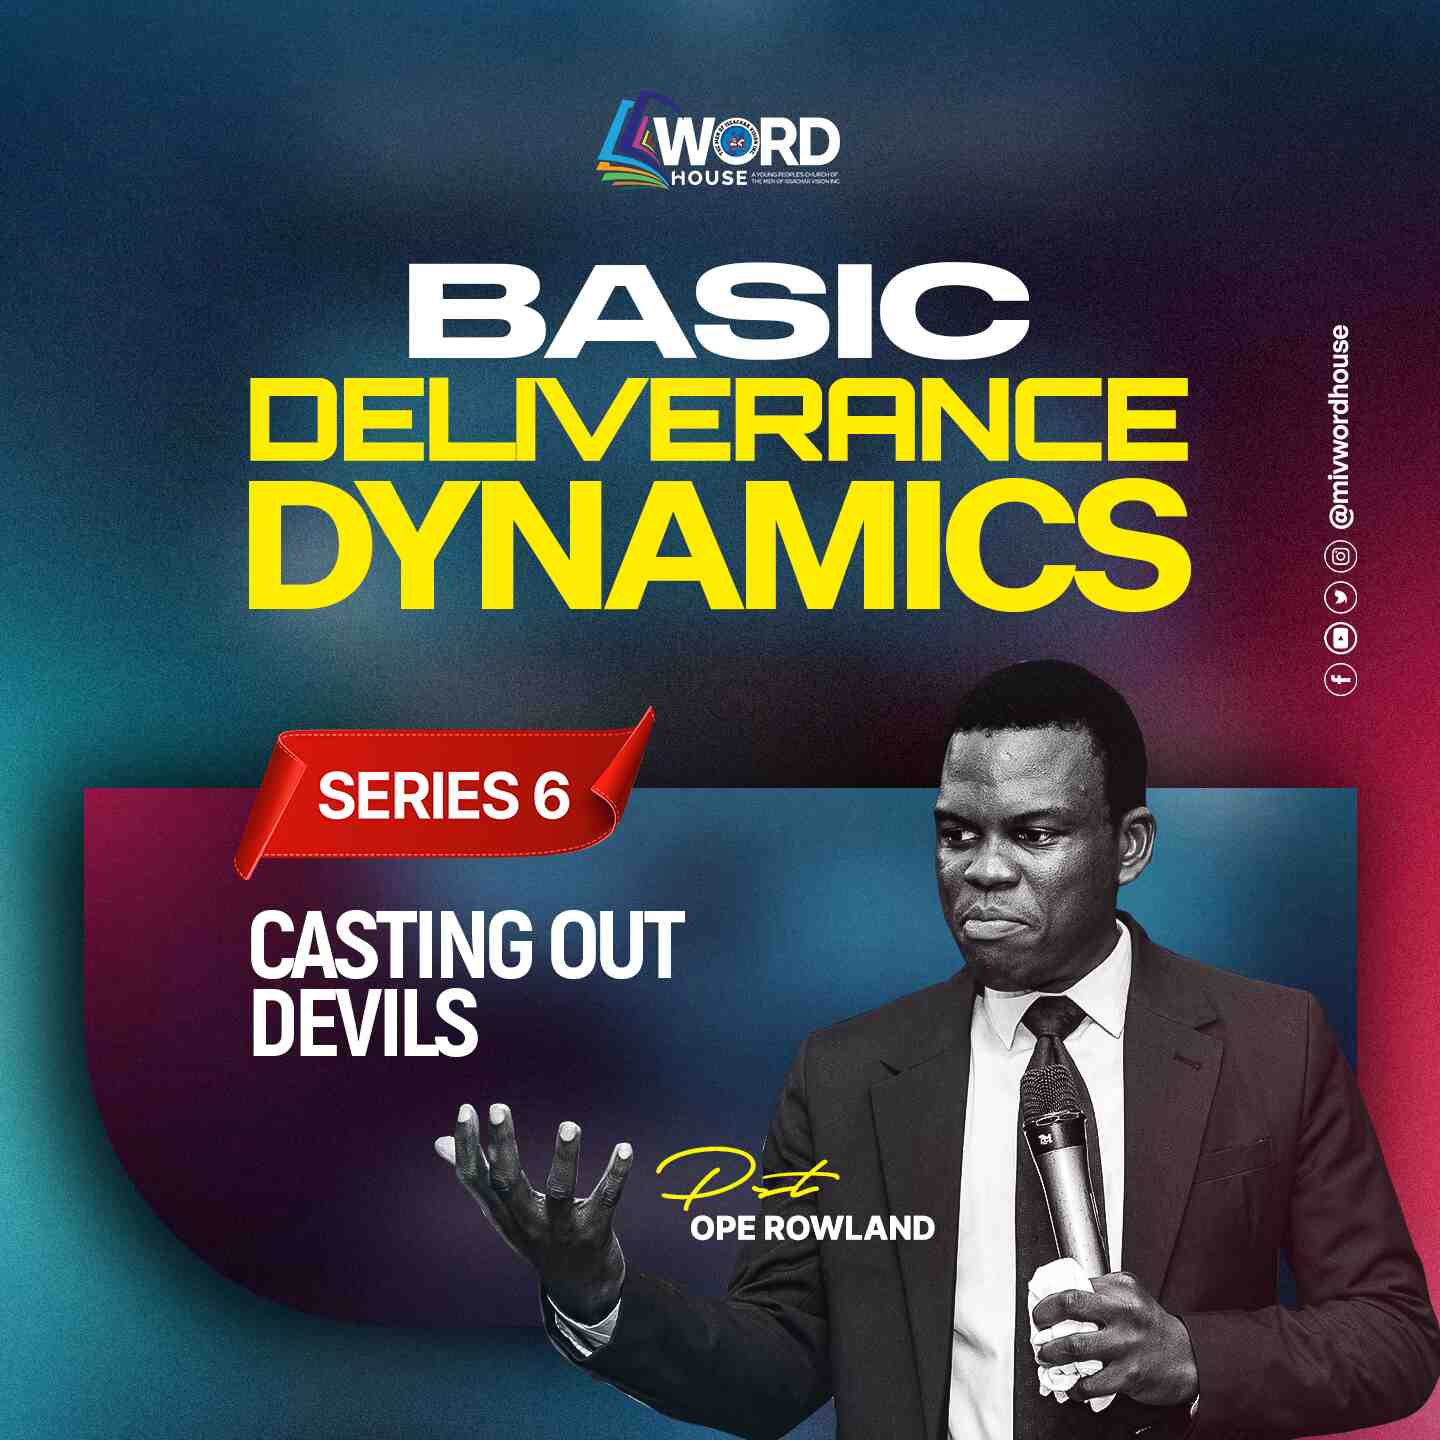 WORD
HOUSE
A YOUNG PEOPLE'S CHURCH OF
THE MEN OF ISSACHAR VISION INC
BASIC
DELIVERANCE
DYNAMICS
@mivwordhouse
SERIES 6
CASTING OUT
DEVILS
Pst
OPE ROWLAND